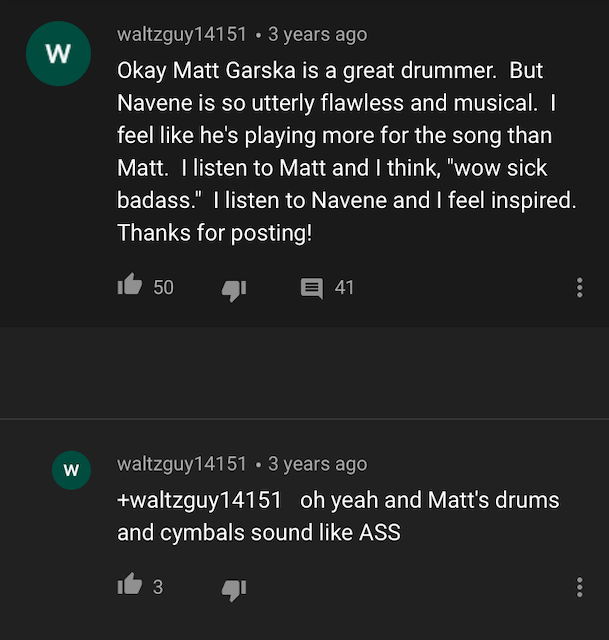 W
waltzguy14151 • 3 years ago
Okay Matt Garska is a great drummer.  But
Navene is so utterly flawless and musical.  I
feel like he's playing more for the song than
Matt.  I listen to Matt and I think, "wow sick
badass."  I listen to Navene and I feel inspired.
Thanks for posting!
50 41
W
waltzguy14151 • 3 years ago
+waltzguy14151   oh yeah and Matt's drums
and cymbals sound like ASS
3